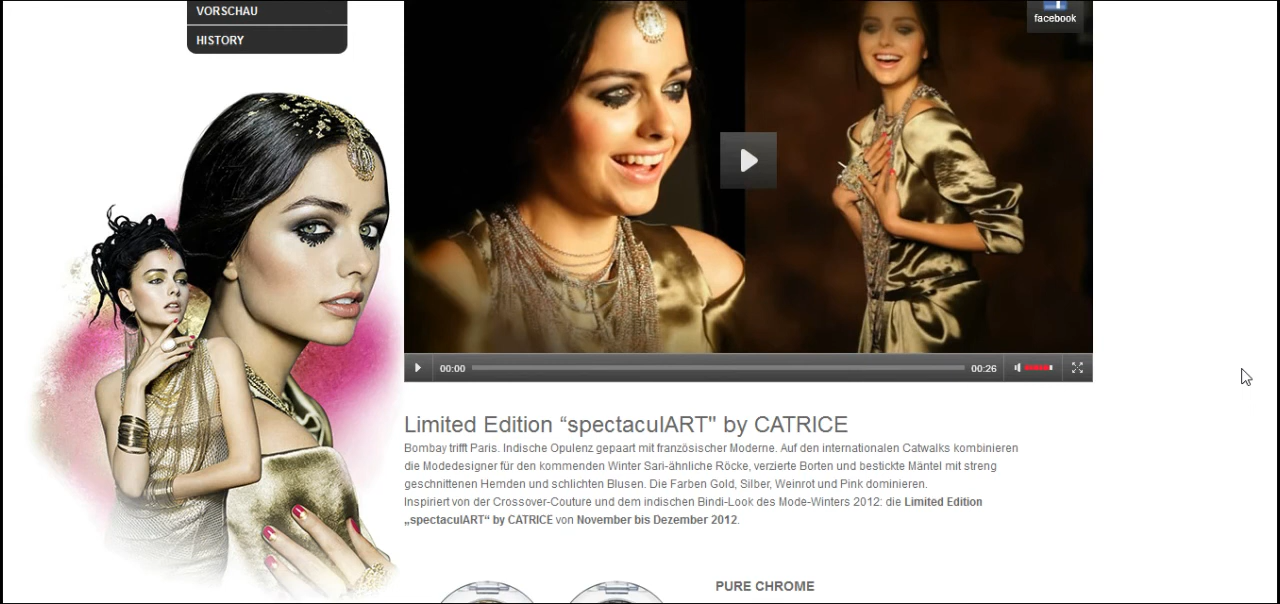 VORSCHAU
HISTORY
facebook
00:00
00:26
Limited Edition “spectaculART" by CATRICE
Bombay trifft Paris. Indische Opulenz gepaart mit französischer Moderne. Auf den internationalen Catwalks kombinieren
die Modedesigner für den kommenden Winter Sari-ähnliche Röcke, verzierte Borten und bestickte Mäntel mit streng
geschnittenen Hemden und schlichten Blusen. Die Farben Gold, Silber, Weinrot und Pink dominieren.
Inspiriert von der Crossover-Couture und dem indischen Bindi-Look des Mode-Winters 2012: die Limited Edition
„spectaculART“ by CATRICE von November bis Dezember 2012.
PURE CHROME